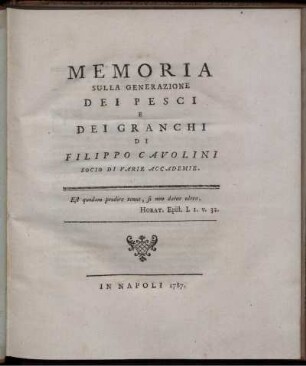 MEMORIA
SULLA GENERAZIONE
DEI PESCI
E
DEI GRANCHI
DI
FILIPPO CAVOLINI
SOCIO DI VARIE ACCADEMIE.
Est quodam prodire tenus, si non datur ultra.
HORAT. Epist. I. 1. v. 32.
IN NAPOLI 1787.